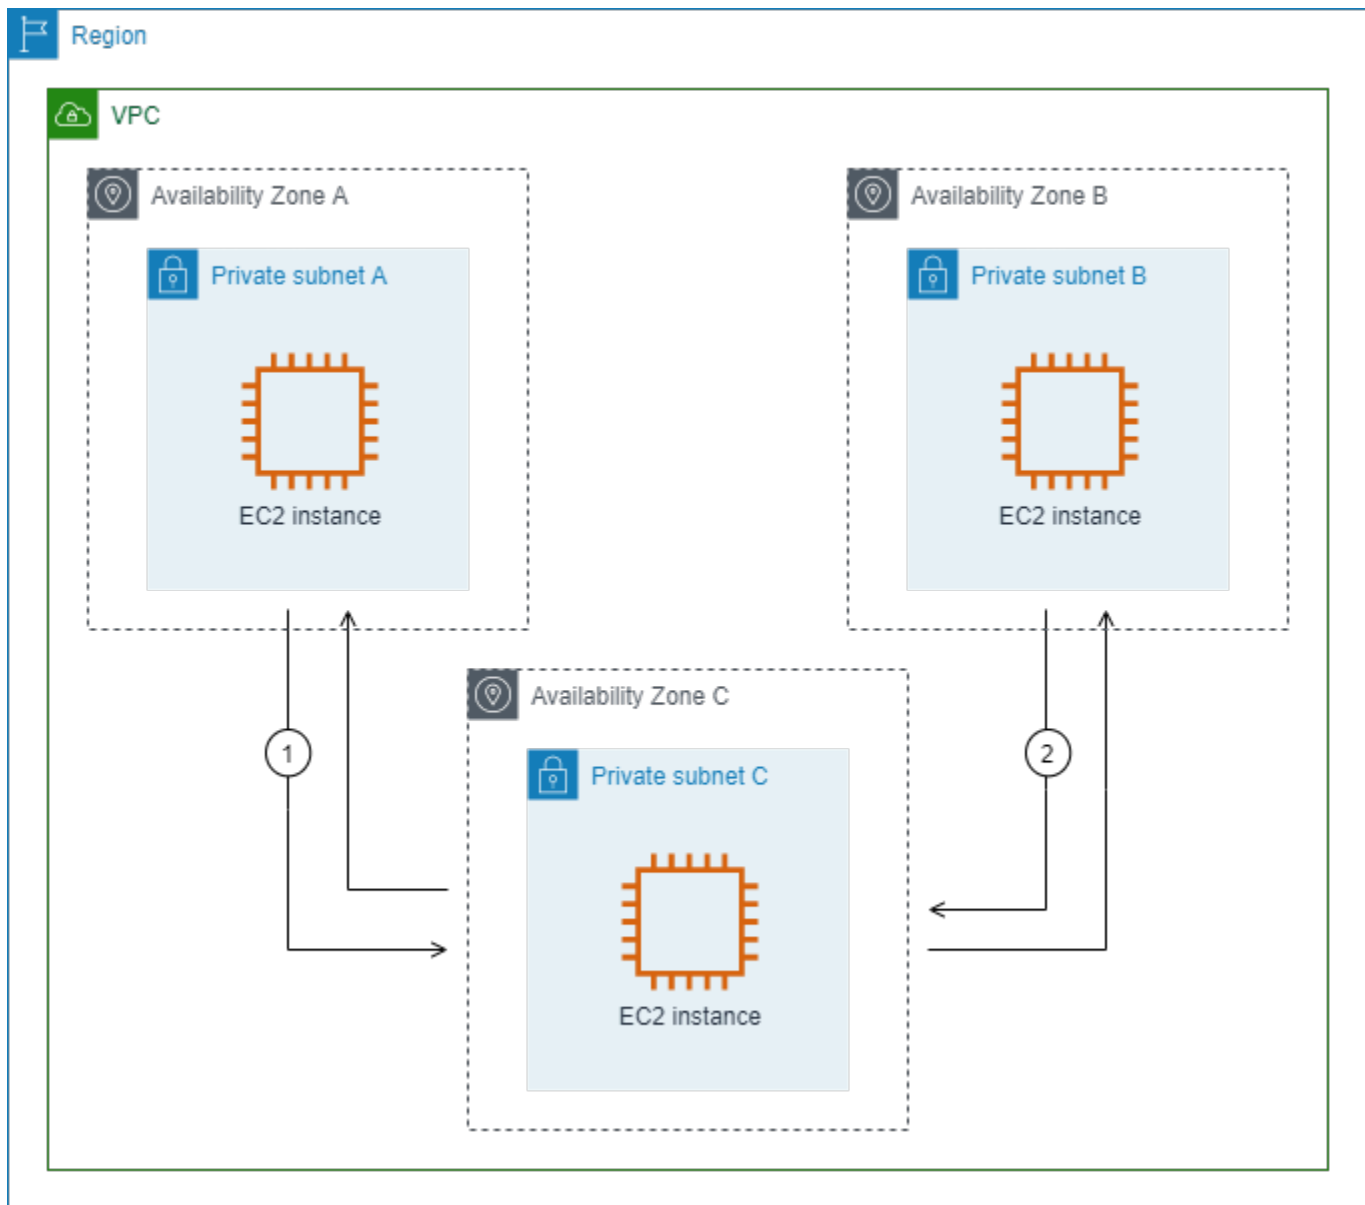 Region
VPC
Availability Zone A
Availability Zone B
Private subnet A
Private subnet B
EC2 instance
EC2 instance
Availability Zone C
1
2
Private subnet C
EC2 instance